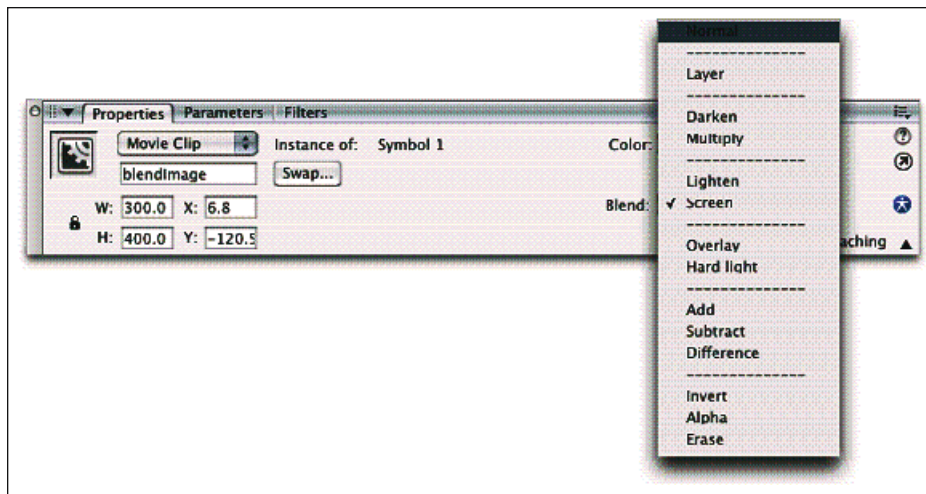 Properties Parameters Filters
Movie Clip Instance of: Symbol 1 Color:
blendImage Swap...
W: 300.0 X: 6.8 Blend:
H: 400.0 Y: -120.5 aching
Normal
Layer
Darken
Multiply
Lighten
✓ Screen
Overlay
Hard light
Add
Subtract
Difference
Invert
Alpha
Erase